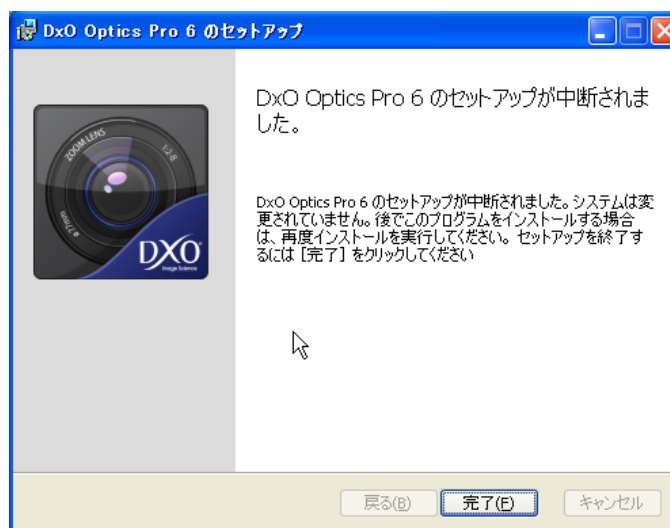 DxO Optics Pro 6 のセットアップ
DxO Optics Pro 6 のセットアップが中断されま
した。
ZOOM LENS
1:2-8
ø77mm
DXO
Image Science
DxO Optics Pro 6 のセットアップが中断されました。システムは変
更されていません。後でこのプログラムをインストールする場合
は、再度インストールを実行してください。 セットアップを終了す
るには [完了] をクリックしてください
戻る(B)
完了(F)
キャンセル